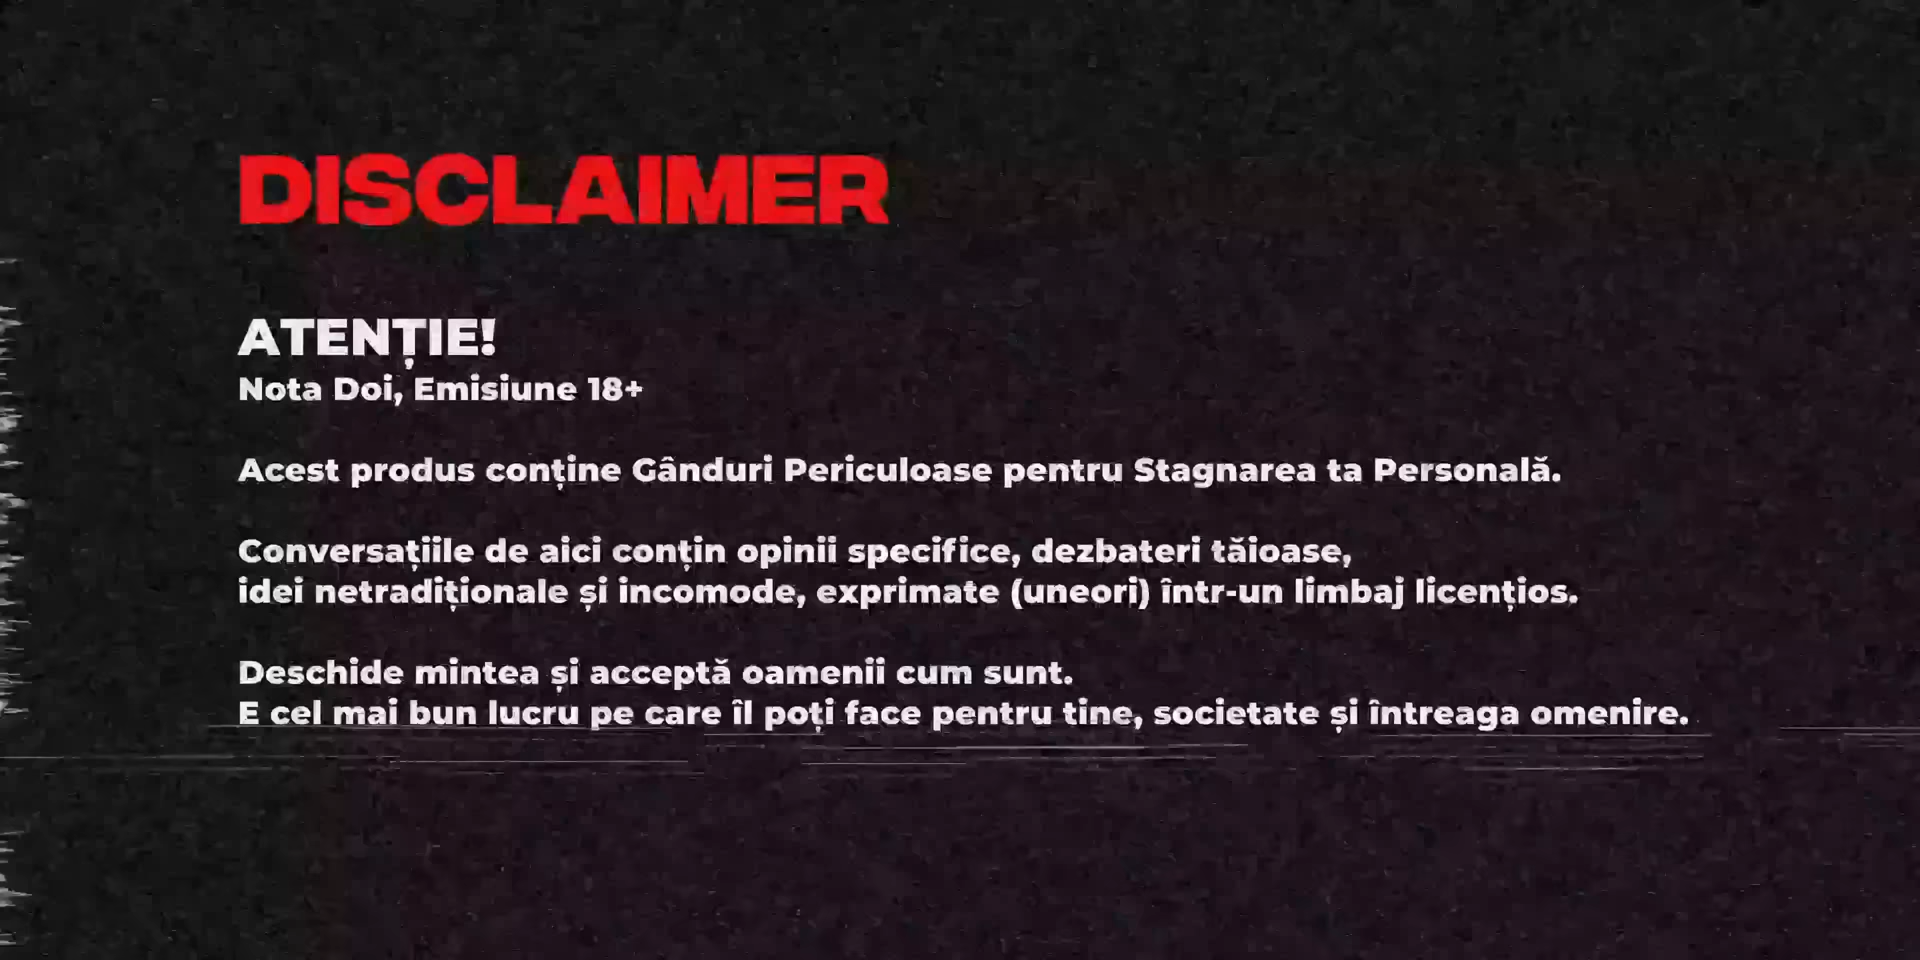 DISCLAIMER
ATENȚIE!
Nota Doi, Emisiune 18+
Acest produs conține Gânduri Periculoase pentru Stagnarea ta Personală.
Conversațiile de aici conțin opinii specifice, dezbateri tăioase,
idei netradiționale și incomode, exprimate (uneori) într-un limbaj licențios.
Deschide mintea și acceptă oamenii cum sunt.
E cel mai bun lucru pe care îl poți face pentru tine, societate și întreaga omenire.